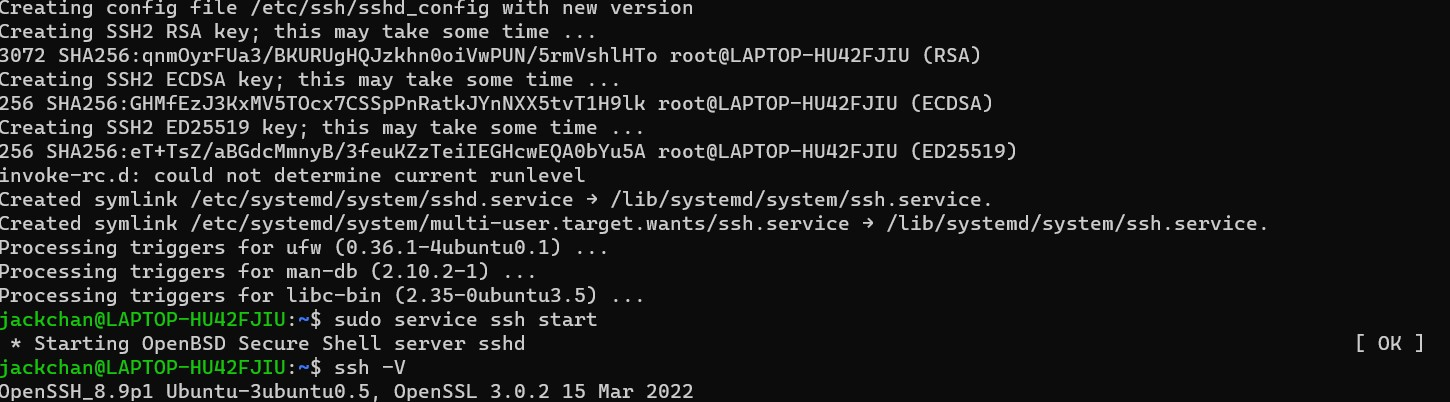 Creating config file /etc/ssh/sshd_config with new version
Creating SSH2 RSA key; this may take some time ...
3072 SHA256:qnmOyrFUa3/BKURUgHQJzkhn0oiVwPUN/5rmVshlHTo root@LAPTOP-HU42FJIU (RSA)
Creating SSH2 ECDSA key; this may take some time ...
256 SHA256:GHMfEzJ3KxMV5TOcx7CSSpPnRatkJYnNXX5tvT1H9lk root@LAPTOP-HU42FJIU (ECDSA)
Creating SSH2 ED25519 key; this may take some time ...
256 SHA256:eT+TsZ/aBGdcMmnyB/3feuKZzTeiIEGHcwEQA0bYu5A root@LAPTOP-HU42FJIU (ED25519)
invoke-rc.d: could not determine current runlevel
Created symlink /etc/systemd/system/sshd.service → /lib/systemd/system/ssh.service.
Created symlink /etc/systemd/system/multi-user.target.wants/ssh.service → /lib/systemd/system/ssh.service.
Processing triggers for ufw (0.36.1-4ubuntu0.1) ...
Processing triggers for man-db (2.10.2-1) ...
Processing triggers for libc-bin (2.35-0ubuntu3.5) ...
jackchan@LAPTOP-HU42FJIU:~$ sudo service ssh start
* Starting OpenBSD Secure Shell server sshd [ OK ]
jackchan@LAPTOP-HU42FJIU:~$ ssh -V
OpenSSH_8.9p1 Ubuntu-3ubuntu0.5, OpenSSL 3.0.2 15 Mar 2022